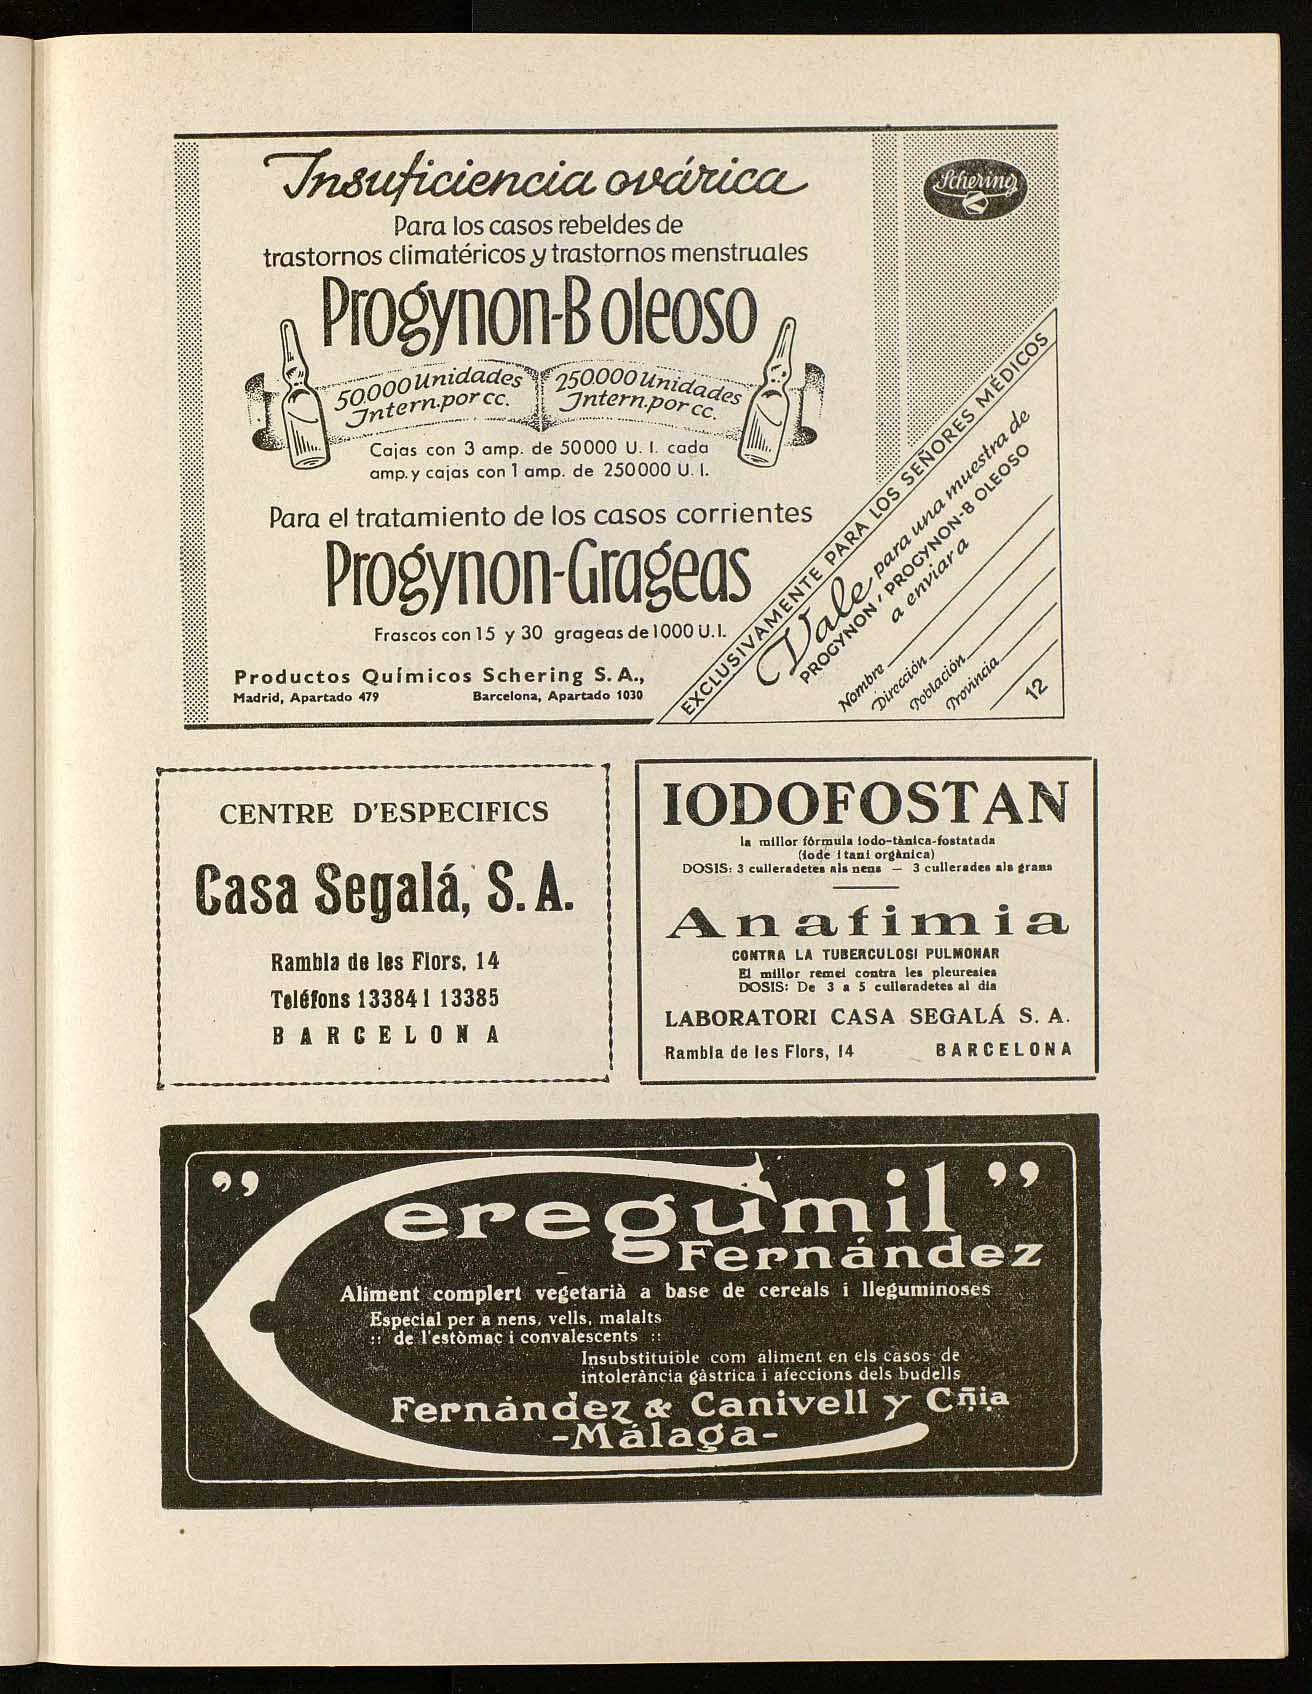 Insuficiencia ovárica
Para los casos rebeldes de
trastornos climatéricos y trastornos menstruales
Progynon-B oleoso
50.000 Unidades
Intern. por cc.
250.000 Unidades
Intern. por cc.
Cajas con 3 amp. de 50000 U. I. cada
amp. y cajas con 1 amp. de 250000 U. I.
Para el tratamiento de los casos corrientes
Progynon-Grageas
Frascos con 15 y 30 grageas de 1000 U.I.
Productos Químicos Schering S. A.,
Madrid, Apartado 479 Barcelona, Apartado 1030
Schering
EXCLUSIVAMENTE PARA LOS SEÑORES MÉDICOS
Vale para una muestra de
PROGYNON, PROGYNON-B OLEOSO
a enviar a
Nombre
Dirección
Población
Provincia
12
CENTRE D'ESPECIFICS
Casa Segalá, S. A.
Rambla de les Flors, 14
Telèfons 13384 I 13385
BARCELONA
IODOFOSTAN
la millor fórmula iodo-tànica-fostatada
(iode i tani orgànica)
DOSIS: 3 culleradetes als nens — 3 cullerades als grans
Anafimia
CONTRA LA TUBERCULOSI PULMONAR
El millor remei contra les pleuresies
DOSIS: De 3 a 5 culleradetes al dia
LABORATORI CASA SEGALÁ S. A.
Rambla de les Flors, 14 BARCELONA
"Ceregumil"
Fernández
Aliment complert vegetarià a base de cereals i lleguminoses
Especial per a nens, vells, malalts
:: de l'estòmac i convalescents ::
Insubstituïble com aliment en els casos de
intolerància gàstrica i afeccions dels budells
Fernández & Canivell y Cñia
-Málaga-